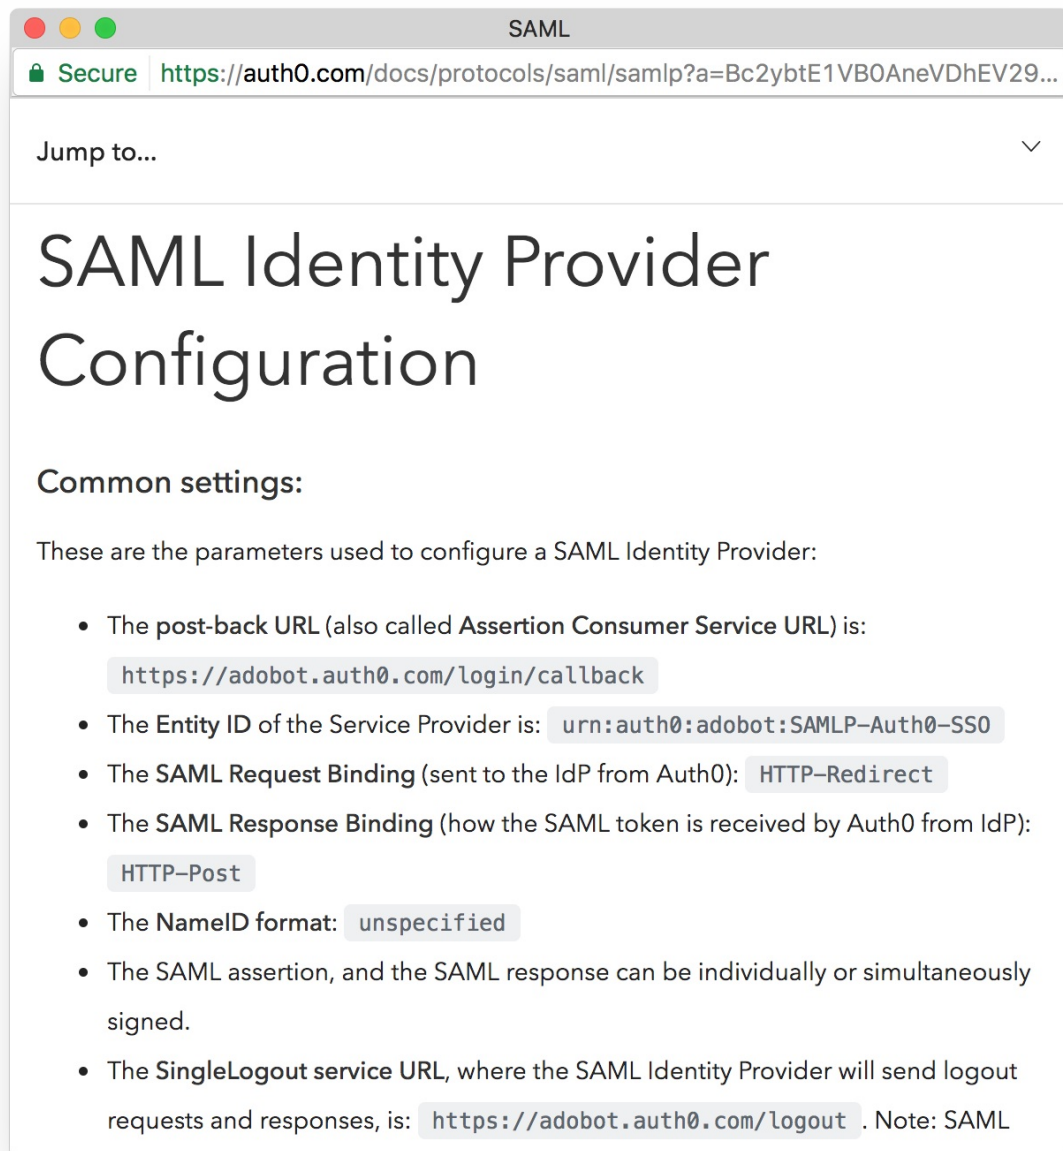 SAML
Secure https://auth0.com/docs/protocols/saml/samlp?a=Bc2ybtE1VB0AneVDhEV29...
Jump to...
SAML Identity Provider
Configuration
Common settings:
These are the parameters used to configure a SAML Identity Provider:
• The post-back URL (also called Assertion Consumer Service URL) is:
https://adobot.auth0.com/login/callback
• The Entity ID of the Service Provider is: urn:auth0:adobot:SAMLP-Auth0-SSO
• The SAML Request Binding (sent to the IdP from Auth0): HTTP-Redirect
• The SAML Response Binding (how the SAML token is received by Auth0 from IdP):
HTTP-Post
• The NameID format: unspecified
• The SAML assertion, and the SAML response can be individually or simultaneously
signed.
• The SingleLogout service URL, where the SAML Identity Provider will send logout
requests and responses, is: https://adobot.auth0.com/logout . Note: SAML